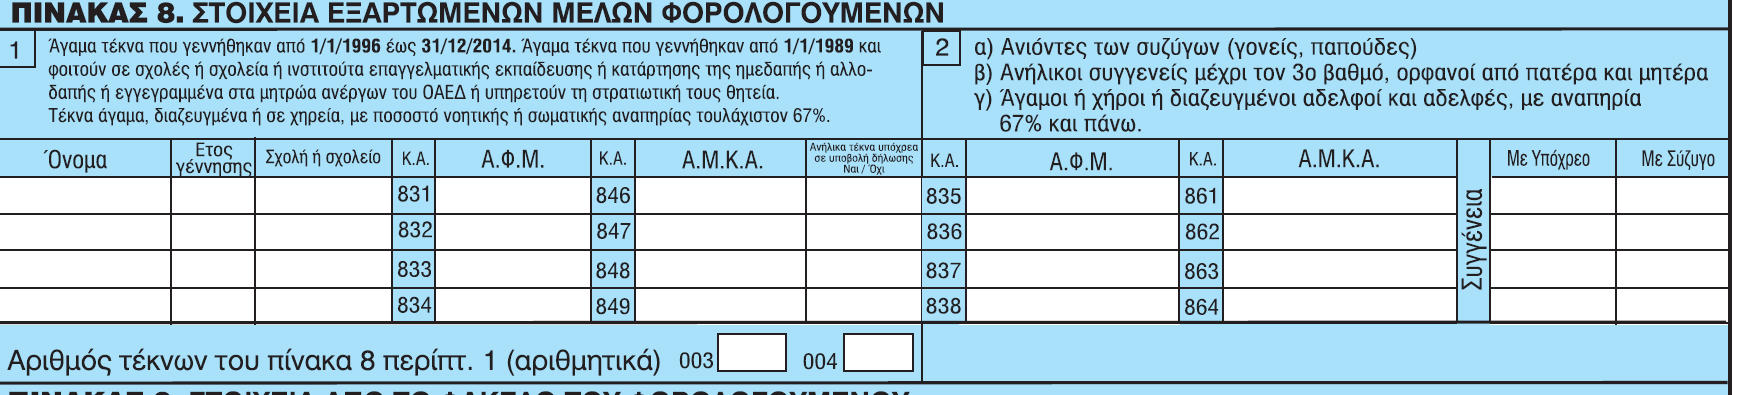 ΠΙΝΑΚΑΣ 8. ΣΤΟΙΧΕΙΑ ΕΞΑΡΤΩΜΕΝΩΝ ΜΕΛΩΝ ΦΟΡΟΛΟΓΟΥΜΕΝΩΝ
1 Άγαμα τέκνα που γεννήθηκαν από 1/1/1996 έως 31/12/2014. Άγαμα τέκνα που γεννήθηκαν από 1/1/1989 και
φοιτούν σε σχολές ή σχολεία ή ινστιτούτα επαγγελματικής εκπαίδευσης ή κατάρτισης της ημεδαπής ή αλλο-
δαπής ή εγγεγραμμένα στα μητρώα ανέργων του ΟΑΕΔ ή υπηρετούν τη στρατιωτική τους θητεία.
Τέκνα άγαμα, διαζευγμένα ή σε χηρεία, με ποσοστό νοητικής ή σωματικής αναπηρίας τουλάχιστον 67%.
2 α) Ανιόντες των συζύγων (γονείς, παπούδες)
β) Ανήλικοι συγγενείς μέχρι τον 3ο βαθμό, ορφανοί από πατέρα και μητέρα
γ) Άγαμοι ή χήροι ή διαζευγμένοι αδελφοί και αδελφές, με αναπηρία
67% και πάνω.
Όνομα Ετος γέννησης Σχολή ή σχολείο Κ.Α. Α.Φ.Μ. Κ.Α. Α.Μ.Κ.Α. Ανήλικα τέκνα υπόχρεα σε υποβολή δήλωσης Ναι / Όχι Κ.Α. Α.Φ.Μ. Κ.Α. Α.Μ.Κ.Α. Συγγένεια Με Υπόχρεο Με Σύζυγο
831 846 835 861
832 847 836 862
833 848 837 863
834 849 838 864
Αριθμός τέκνων του πίνακα 8 περίπτ. 1 (αριθμητικά) 003 004